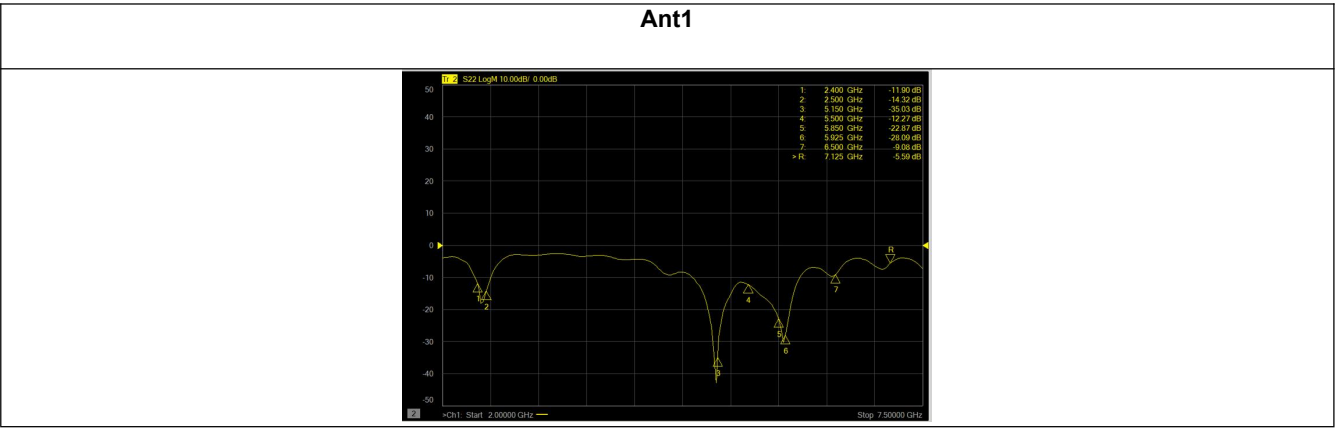 Ant1
Tr 2 S22 LogM 10.00dB/ 0.00dB
50
40
30
20
10
0
-10
-20
-30
-40
-50
1: 2.400 GHz -11.90 dB
2: 2.500 GHz -14.32 dB
3: 5.150 GHz -35.03 dB
4: 5.500 GHz -12.27 dB
5: 5.850 GHz -22.87 dB
6: 5.925 GHz -28.09 dB
7: 6.500 GHz -9.08 dB
> R: 7.125 GHz -5.59 dB
R
1
2
3
4
5
6
7
2 >Ch1: Start 2.00000 GHz Stop 7.50000 GHz